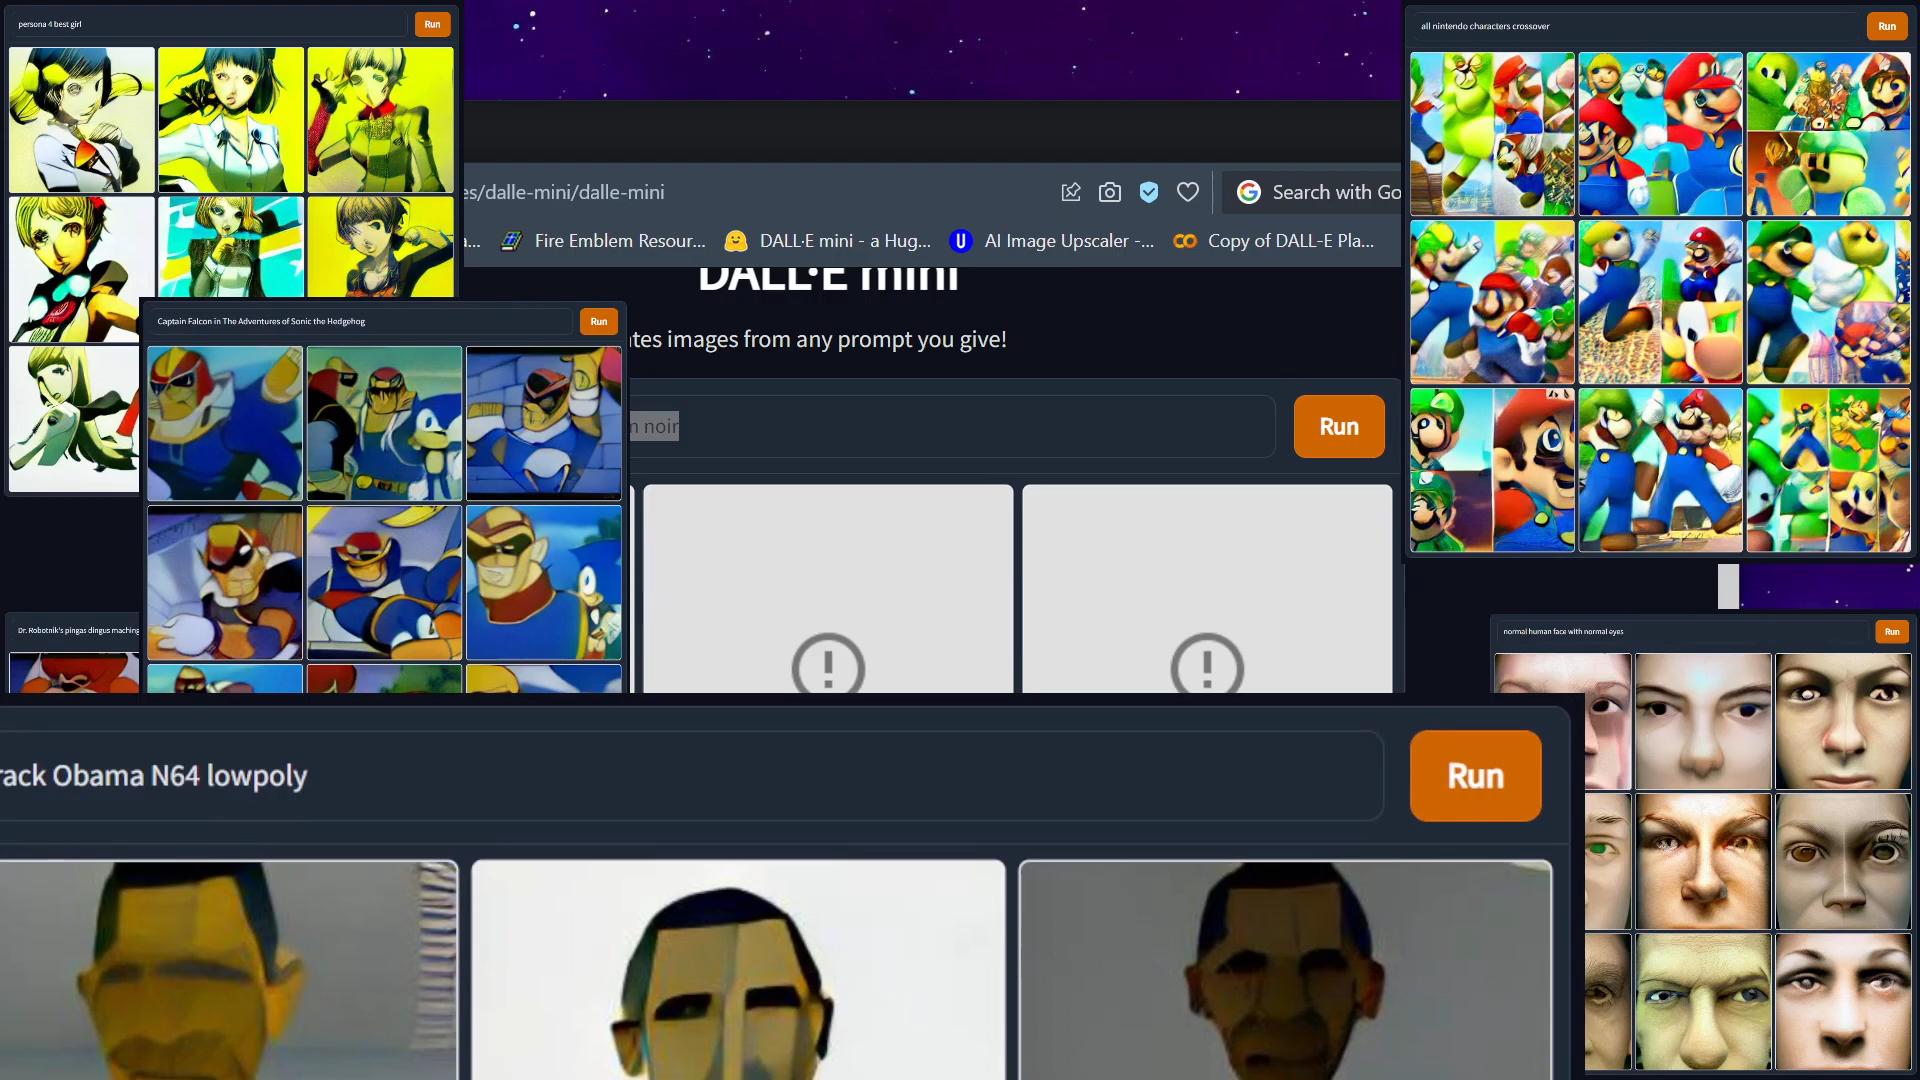 persona 4 best girl
Run
all nintendo characters crossover
Run
es/dalle-mini/dalle-mini
Search with Go
a...
Fire Emblem Resour...
DALL·E mini - a Hug...
U
AI Image Upscaler -...
Copy of DALL-E Pla...
DALL·E mini
tes images from any prompt you give!
Captain Falcon in The Adventures of Sonic the Hedgehog
Run
noir
Run
Dr. Robotnik's pingas dingus maching
normal human face with normal eyes
Run
rack Obama N64 lowpoly
Run